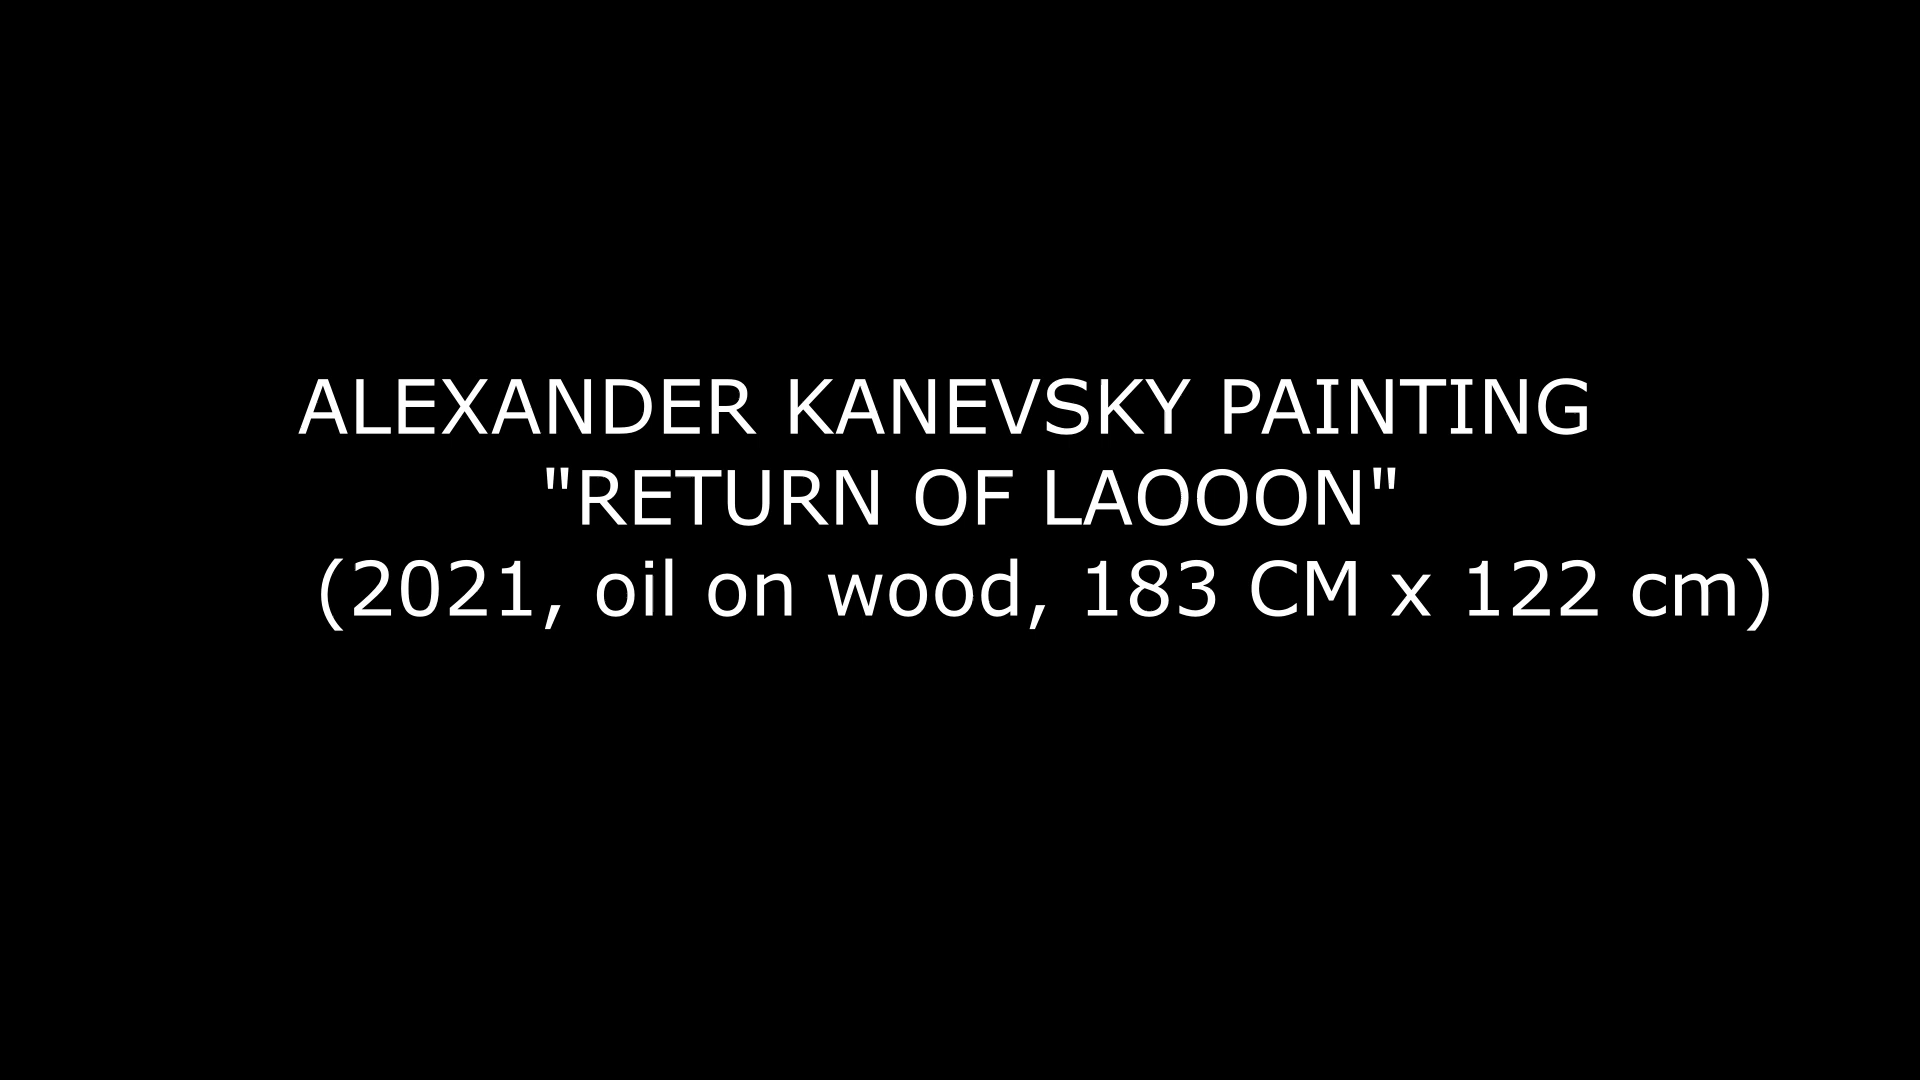 ALEXANDER KANEVSKY PAINTING
"RETURN OF LAOOON"
(2021, oil on wood, 183 CM x 122 cm)